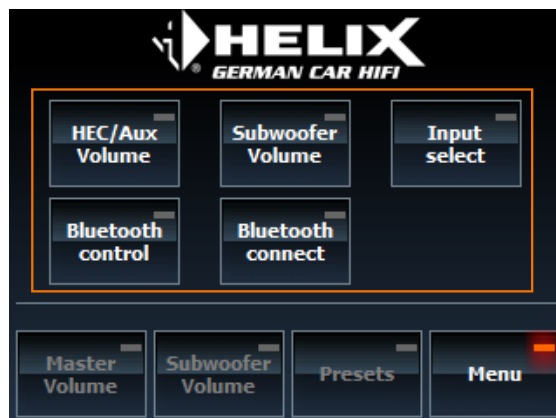 HELIX
®
GERMAN CAR HIFI
HEC/Aux
Volume
Subwoofer
Volume
Input
select
Bluetooth
control
Bluetooth
connect
Master
Volume
Subwoofer
Volume
Presets
Menu